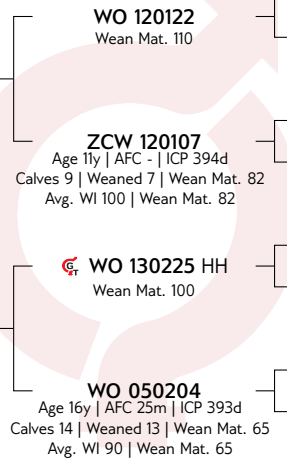 WO 120122
Wean Mat. 110
ZCW 120107
Age 11y | AFC - | ICP 394d
Calves 9 | Weaned 7 | Wean Mat. 82
Avg. WI 100 | Wean Mat. 82
GT WO 130225 HH
Wean Mat. 100
WO 050204
Age 16y | AFC 25m | ICP 393d
Calves 14 | Weaned 13 | Wean Mat. 65
Avg. WI 90 | Wean Mat. 65